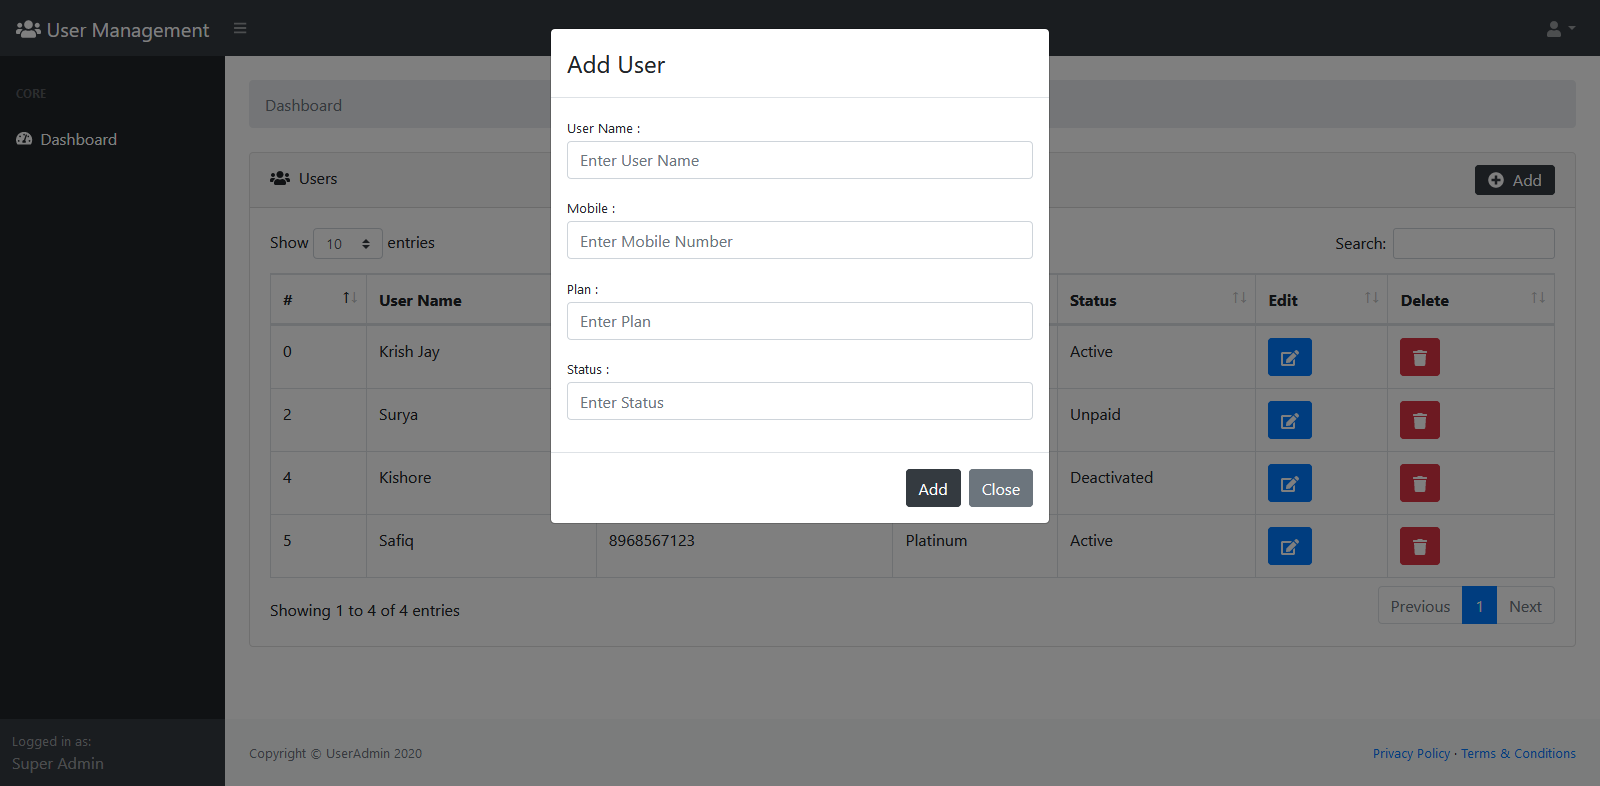 User Management
CORE
Dashboard
Logged in as:
Super Admin
Dashboard
Users
Add
Show 10 entries
Search:
# User Name Status Edit Delete
0 Krish Jay Active
2 Surya Unpaid
4 Kishore Deactivated
5 Safiq 8968567123 Platinum Active
Showing 1 to 4 of 4 entries
Previous 1 Next
Add User
User Name :
Enter User Name
Mobile :
Enter Mobile Number
Plan :
Enter Plan
Status :
Enter Status
Add Close
Copyright © UserAdmin 2020
Privacy Policy · Terms & Conditions